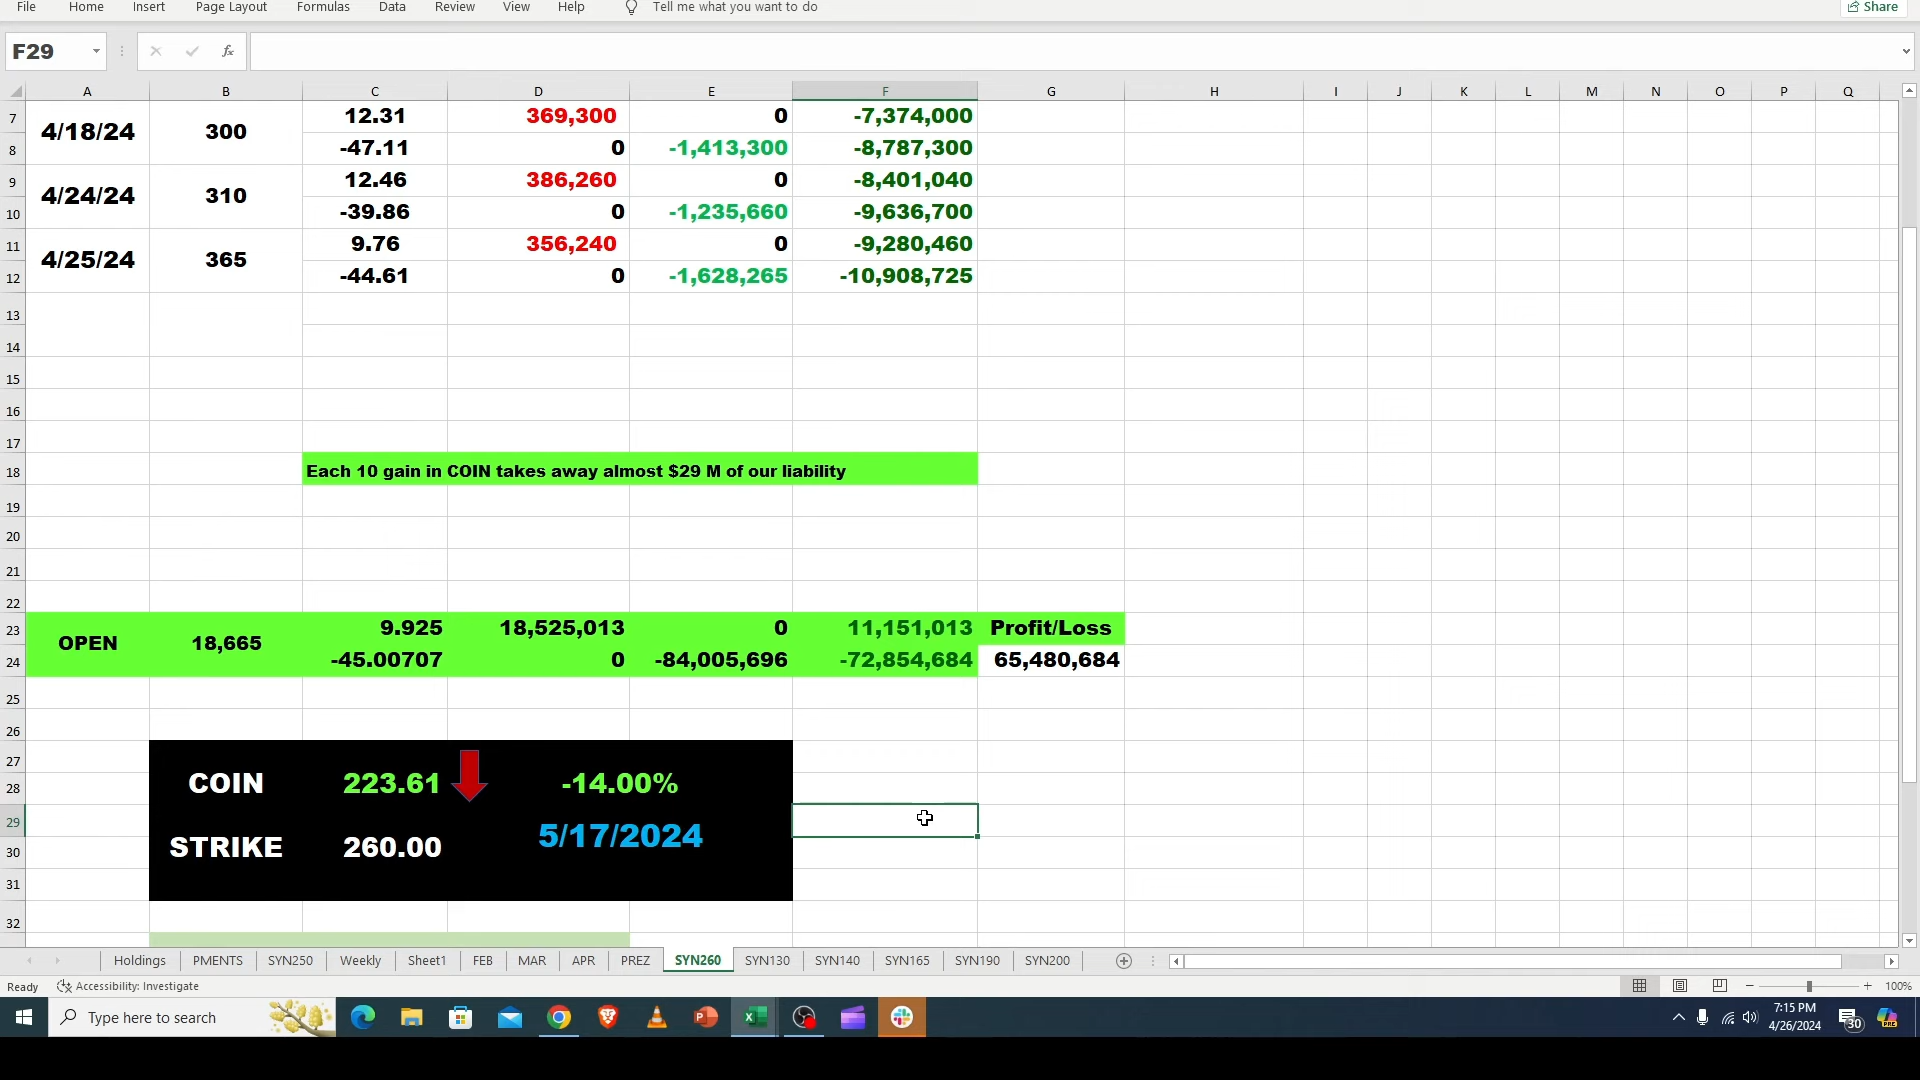 File Home Insert Page Layout Formulas Data Review View Help Tell me what you want to do Share
F29 fx
A B C D E F G H I J K L M N O P Q
7 4/18/24 300 12.31 369,300 0 -7,374,000
8 -47.11 0 -1,413,300 -8,787,300
9 4/24/24 310 12.46 386,260 0 -8,401,040
10 -39.86 0 -1,235,660 -9,636,700
11 4/25/24 365 9.76 356,240 0 -9,280,460
12 -44.61 0 -1,628,265 -10,908,725
13
14
15
16
17
18 Each 10 gain in COIN takes away almost $29 M of our liability
19
20
21
22
23 OPEN 18,665 9.925 18,525,013 0 11,151,013 Profit/Loss
24 -45.00707 0 -84,005,696 -72,854,684 65,480,684
25
26
27
28 COIN 223.61 -14.00%
29 5/17/2024
30 STRIKE 260.00
31
32
Holdings PMENTS SYN250 Weekly Sheet1 FEB MAR APR PREZ SYN260 SYN130 SYN140 SYN165 SYN190 SYN200
Ready Accessibility: Investigate 100%
Type here to search 7:15 PM
4/26/2024 30 PRE